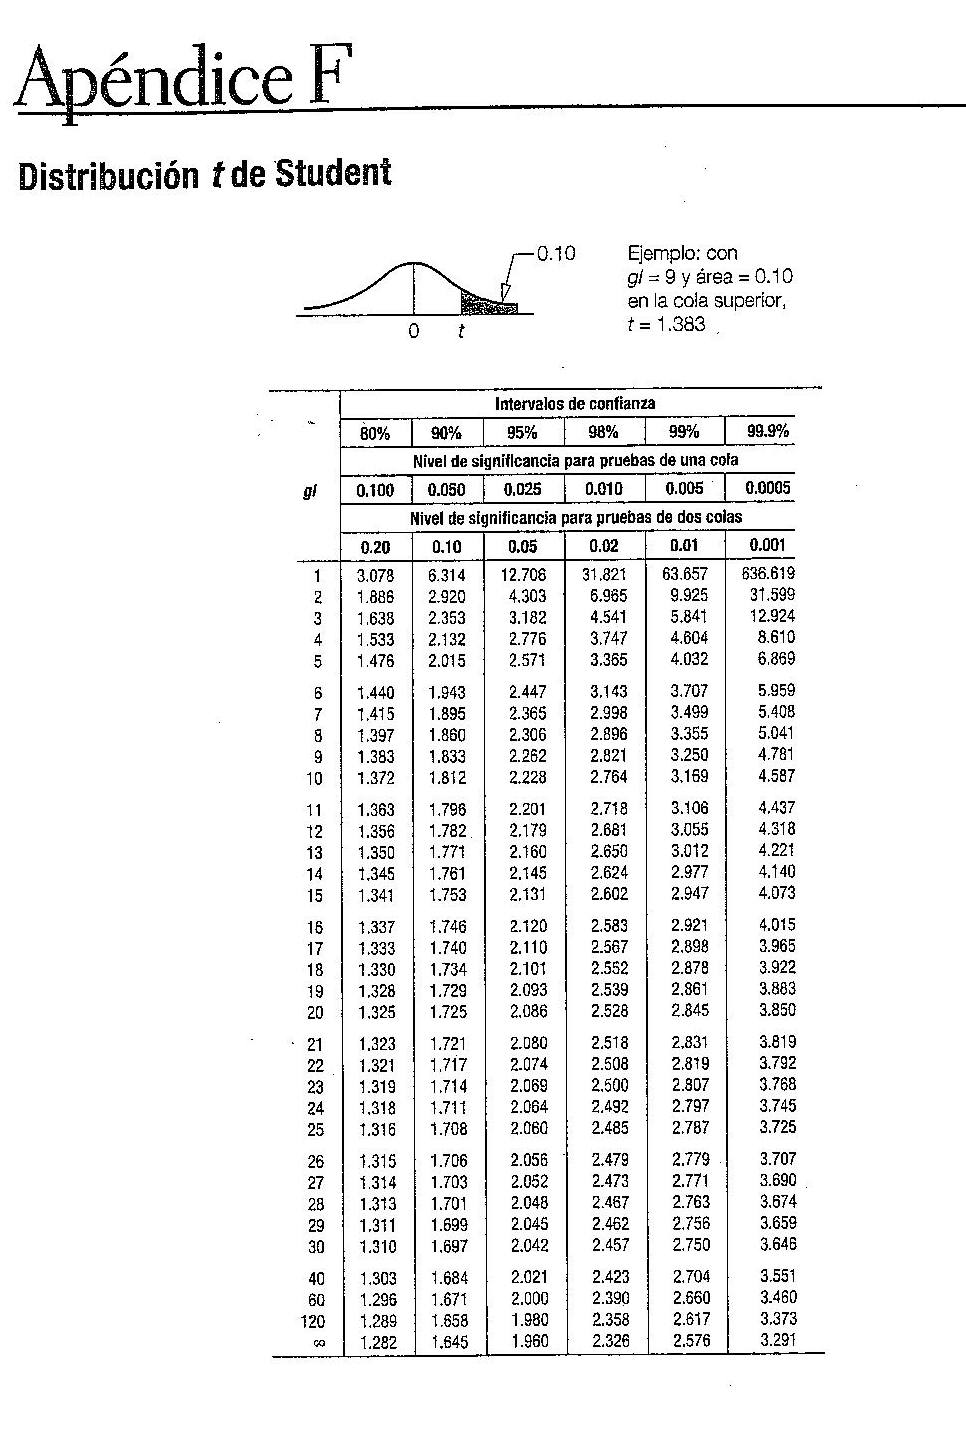 Apéndice F
Distribución t de Student
0.10
0 t
Ejemplo: con
gl = 9 y área = 0.10
en la cola superior,
t = 1.383
Intervalos de confianza
80% 90% 95% 98% 99% 99.9%
Nivel de significancia para pruebas de una cola
gl 0.100 0.050 0.025 0.010 0.005 0.0005
Nivel de significancia para pruebas de dos colas
0.20 0.10 0.05 0.02 0.01 0.001
1 3.078 6.314 12.706 31.821 63.657 636.619
2 1.886 2.920 4.303 6.965 9.925 31.599
3 1.638 2.353 3.182 4.541 5.841 12.924
4 1.533 2.132 2.776 3.747 4.604 8.610
5 1.476 2.015 2.571 3.365 4.032 6.869
6 1.440 1.943 2.447 3.143 3.707 5.959
7 1.415 1.895 2.365 2.998 3.499 5.408
8 1.397 1.860 2.306 2.896 3.355 5.041
9 1.383 1.833 2.262 2.821 3.250 4.781
10 1.372 1.812 2.228 2.764 3.169 4.587
11 1.363 1.796 2.201 2.718 3.106 4.437
12 1.356 1.782 2.179 2.681 3.055 4.318
13 1.350 1.771 2.160 2.650 3.012 4.221
14 1.345 1.761 2.145 2.624 2.977 4.140
15 1.341 1.753 2.131 2.602 2.947 4.073
16 1.337 1.746 2.120 2.583 2.921 4.015
17 1.333 1.740 2.110 2.567 2.898 3.965
18 1.330 1.734 2.101 2.552 2.878 3.922
19 1.328 1.729 2.093 2.539 2.861 3.883
20 1.325 1.725 2.086 2.528 2.845 3.850
21 1.323 1.721 2.080 2.518 2.831 3.819
22 1.321 1.717 2.074 2.508 2.819 3.792
23 1.319 1.714 2.069 2.500 2.807 3.768
24 1.318 1.711 2.064 2.492 2.797 3.745
25 1.316 1.708 2.060 2.485 2.787 3.725
26 1.315 1.706 2.056 2.479 2.779 3.707
27 1.314 1.703 2.052 2.473 2.771 3.690
28 1.313 1.701 2.048 2.467 2.763 3.674
29 1.311 1.699 2.045 2.462 2.756 3.659
30 1.310 1.697 2.042 2.457 2.750 3.646
40 1.303 1.684 2.021 2.423 2.704 3.551
60 1.296 1.671 2.000 2.390 2.660 3.460
120 1.289 1.658 1.980 2.358 2.617 3.373
∞ 1.282 1.645 1.960 2.326 2.576 3.291